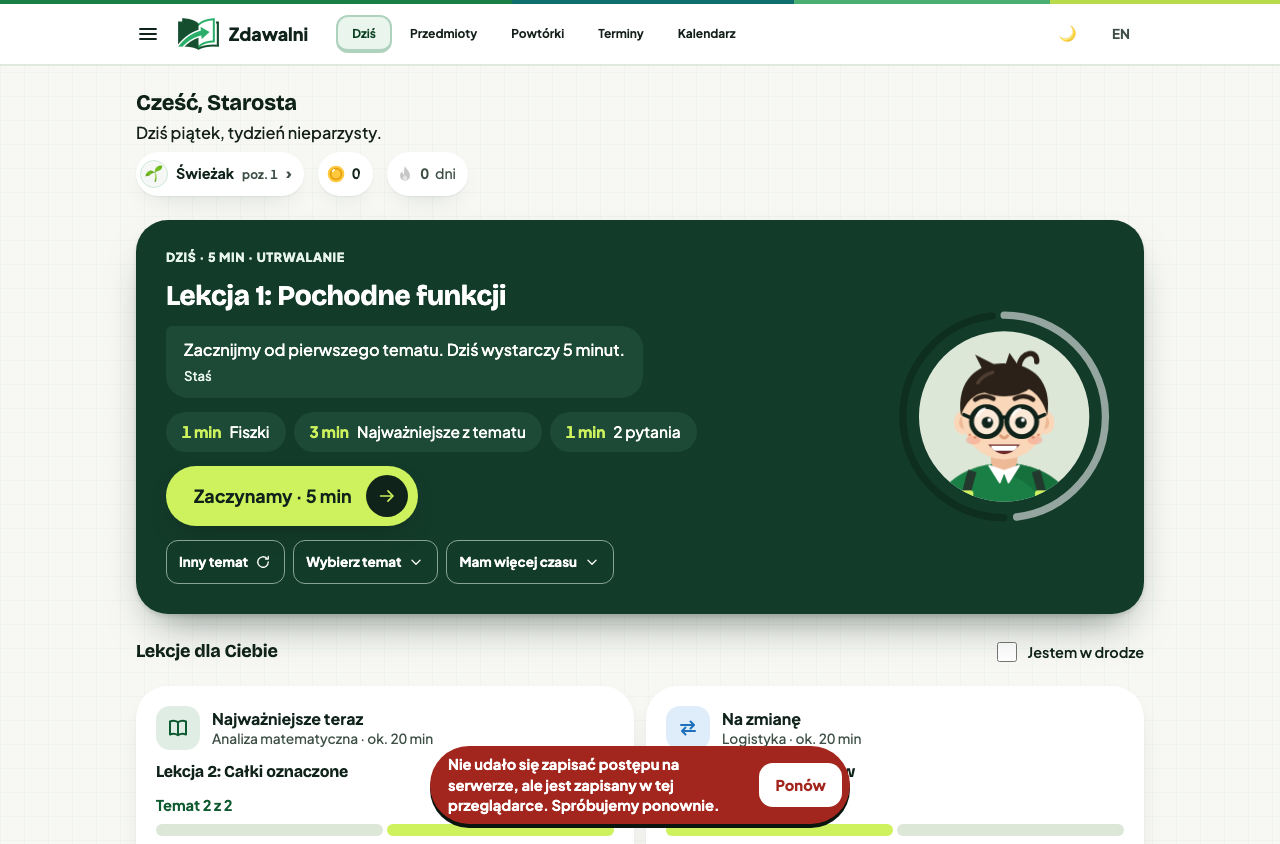 Zdawalni
Dziś
Przedmioty
Powtórki
Terminy
Kalendarz
EN
Cześć, Starosta
Dziś piątek, tydzień nieparzysty.
Świeżak poz. 1 ›
0
0 dni
DZIŚ · 5 MIN · UTRWALANIE
Lekcja 1: Pochodne funkcji
Zacznijmy od pierwszego tematu. Dziś wystarczy 5 minut.
Staś
1 min Fiszki
3 min Najważniejsze z tematu
1 min 2 pytania
Zaczynamy · 5 min
Inny temat
Wybierz temat
Mam więcej czasu
Lekcje dla Ciebie
Jestem w drodze
Najważniejsze teraz
Analiza matematyczna · ok. 20 min
Lekcja 2: Całki oznaczone
Temat 2 z 2
Na zmianę
Logistyka · ok. 20 min
Nie udało się zapisać postępu na
serwerze, ale jest zapisany w tej
przeglądarce. Spróbujemy ponownie.
Ponów